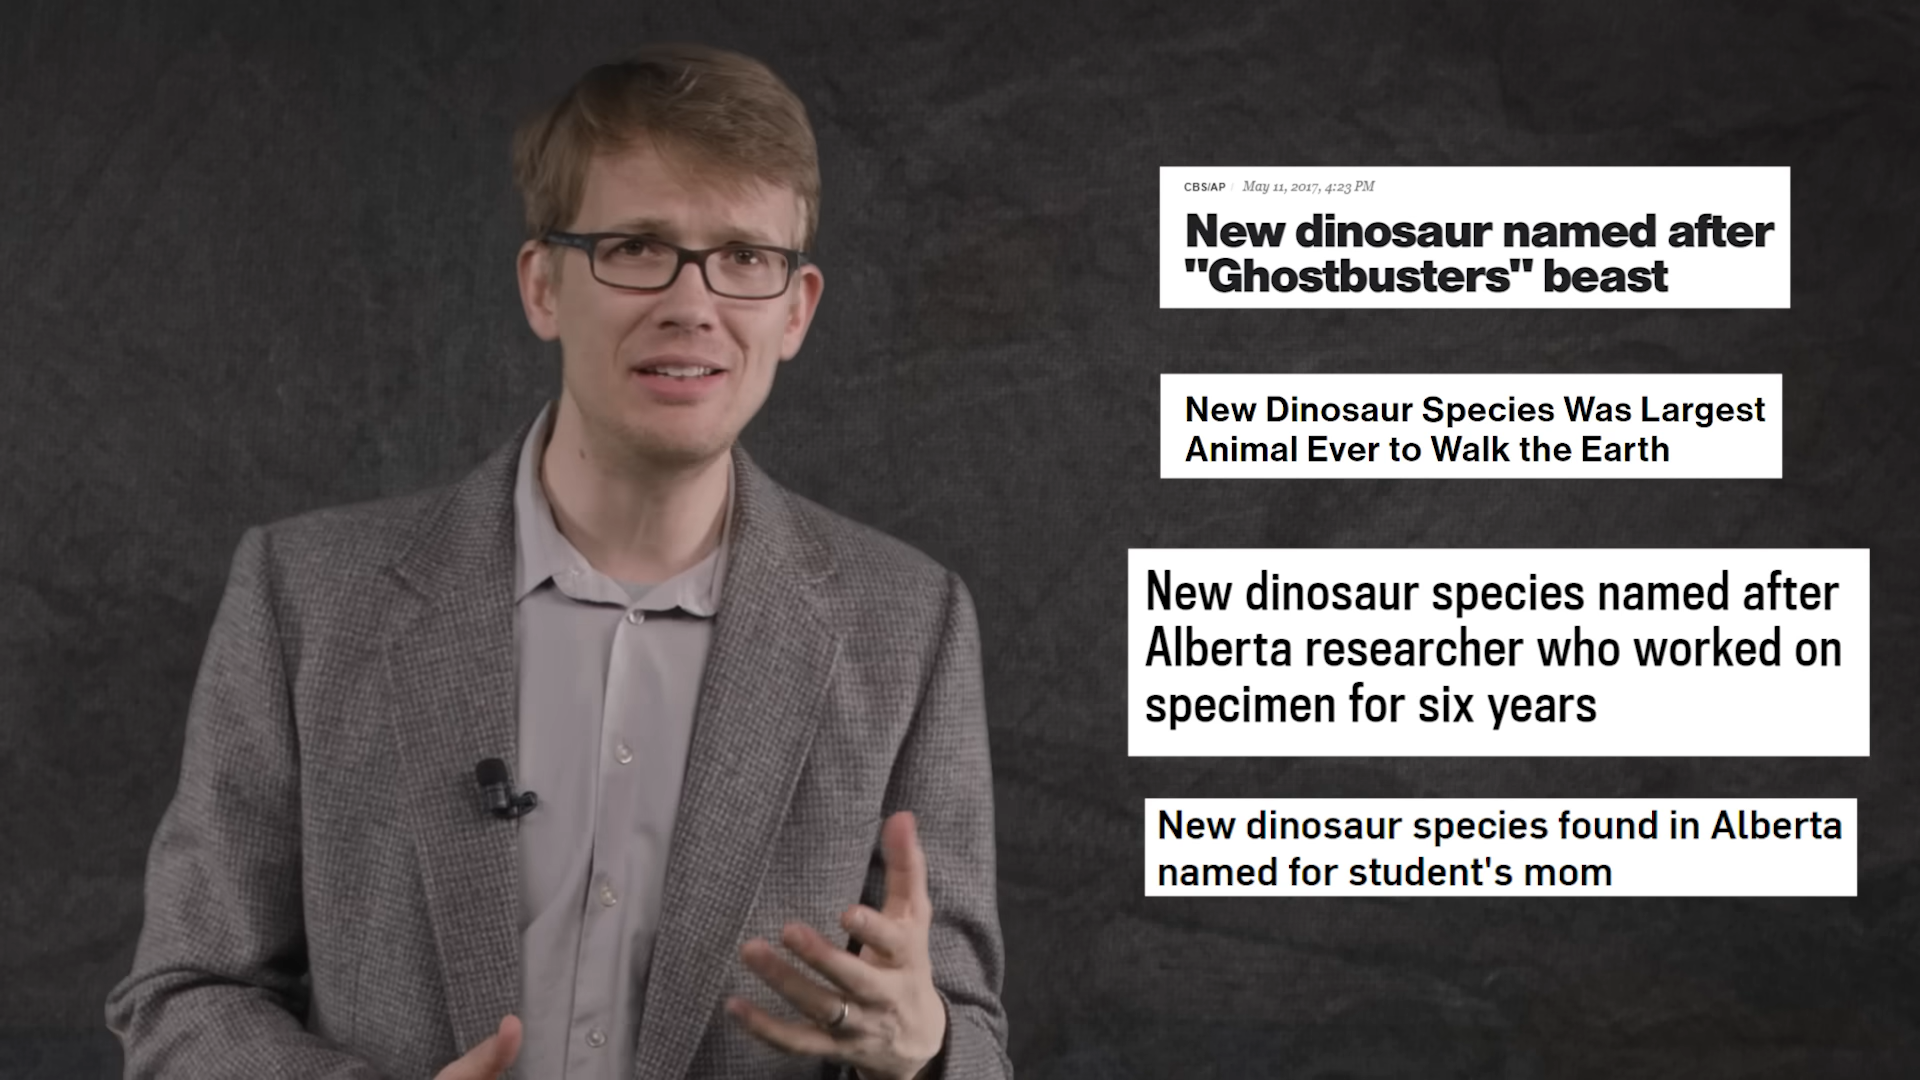 CBS/AP May 11, 2017, 4:23 PM
New dinosaur named after
"Ghostbusters" beast
New Dinosaur Species Was Largest
Animal Ever to Walk the Earth
New dinosaur species named after
Alberta researcher who worked on
specimen for six years
New dinosaur species found in Alberta
named for student's mom